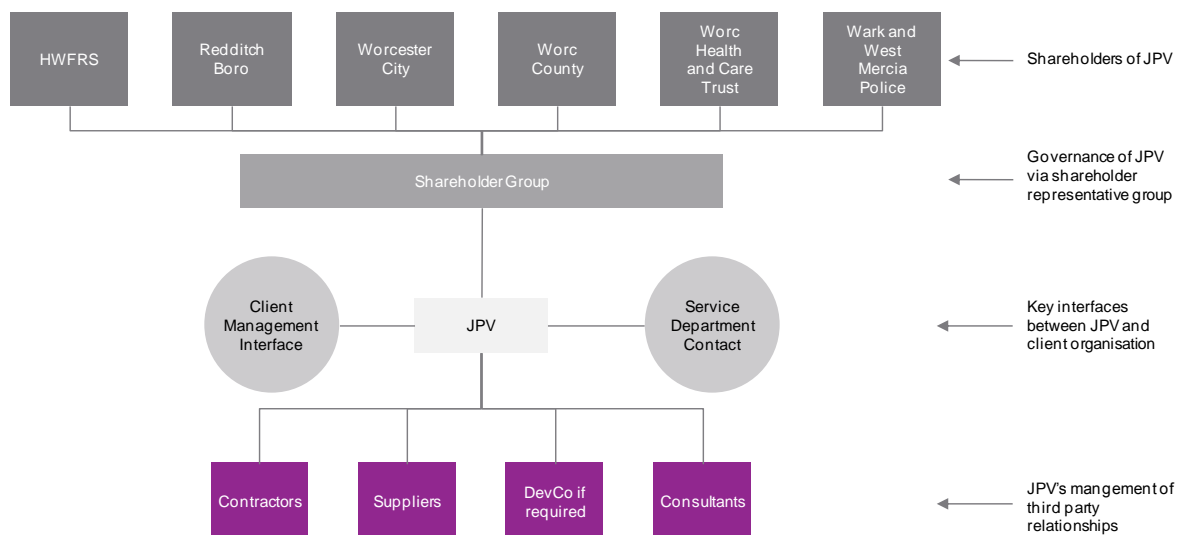 HWFRS
Redditch
Boro
Worcester
City
Worc
County
Worc
Health
and Care
Trust
Wark and
West
Mercia
Police
Shareholders of JPV
Shareholder Group
Governance of JPV
via shareholder
representative group
Client
Management
Interface
JPV
Service
Department
Contact
Key interfaces
between JPV and
client organisation
Contractors
Suppliers
DevCo if
required
Consultants
JPV's mangement of
third party
relationships